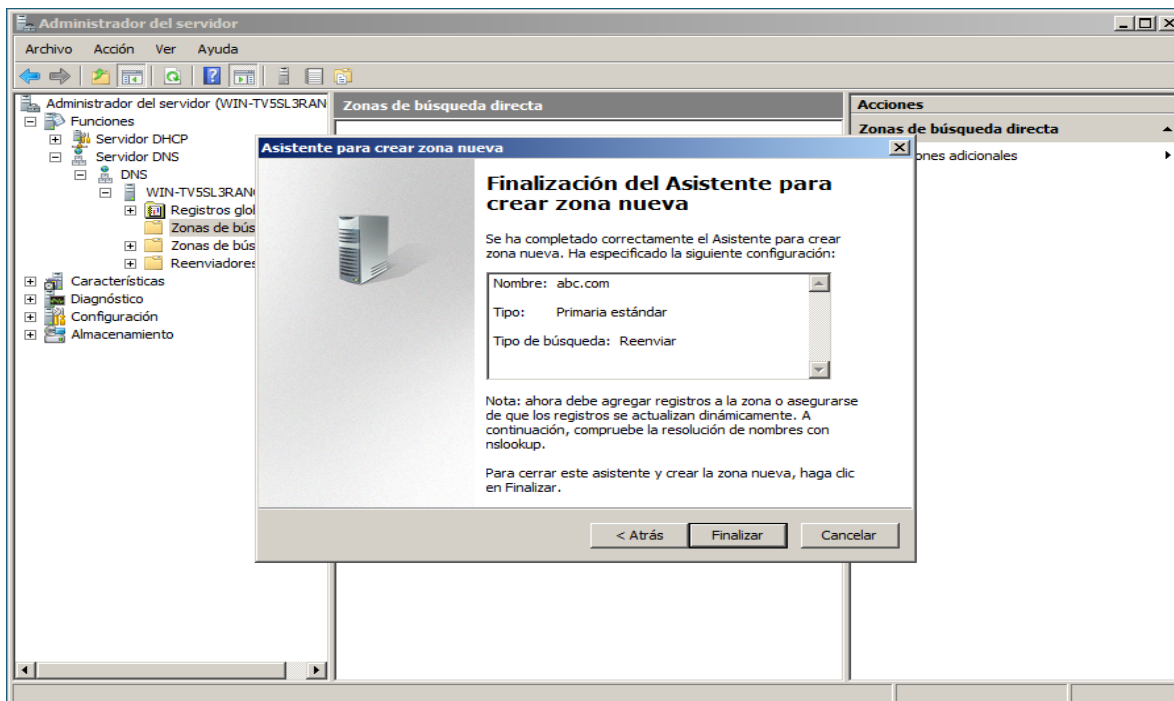 Administrador del servidor
Archivo Acción Ver Ayuda
Administrador del servidor (WIN-TV5SL3RAN
Funciones
Servidor DHCP
Servidor DNS
DNS
WIN-TV5SL3RAN
Registros glo
Zonas de bús
Zonas de bús
Reenviadores
Características
Diagnóstico
Configuración
Almacenamiento
Zonas de búsqueda directa
Asistente para crear zona nueva
Finalización del Asistente para
crear zona nueva
Se ha completado correctamente el Asistente para crear
zona nueva. Ha especificado la siguiente configuración:
Nombre: abc.com
Tipo: Primaria estándar
Tipo de búsqueda: Reenviar
Nota: ahora debe agregar registros a la zona o asegurarse
de que los registros se actualizan dinámicamente. A
continuación, compruebe la resolución de nombres con
nslookup.
Para cerrar este asistente y crear la zona nueva, haga clic
en Finalizar.
< Atrás Finalizar Cancelar
Acciones
Zonas de búsqueda directa
ones adicionales